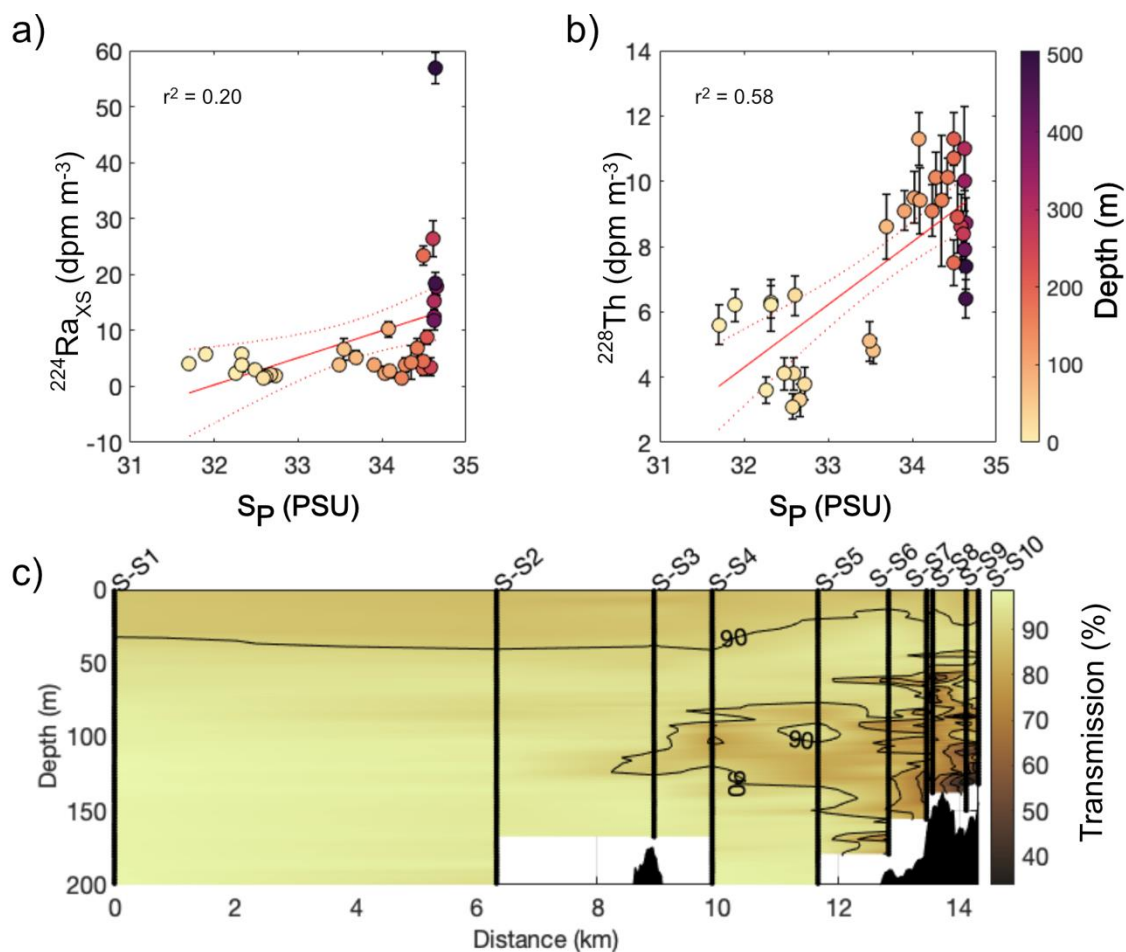 a)
60
50
40
30
20
10
0
-10
r² = 0.20
²²⁴Ra_XS (dpm m⁻³)
31 32 33 34 35
S_P (PSU)
b)
14
12
10
8
6
4
2
r² = 0.58
²²⁸Th (dpm m⁻³)
31 32 33 34 35
S_P (PSU)
500
400
300
200
100
0
Depth (m)
c)
S-S1 S-S2 S-S3 S-S4 S-S5 S-S6 S-S7 S-S8 S-S9 S-S10
0
50
100
150
200
Depth (m)
90
90
90
0 2 4 6 8 10 12 14
Distance (km)
90
80
70
60
50
40
Transmission (%)